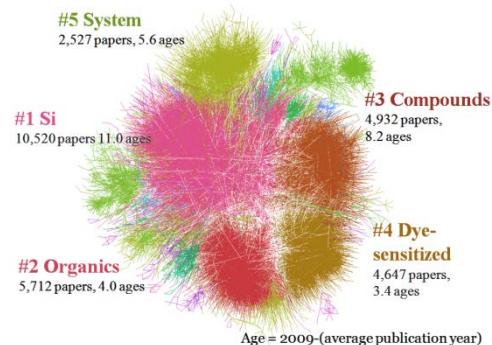 #5 System
2,527 papers, 5.6 ages
#1 Si
10,520 papers 11.0 ages
#3 Compounds
4,932 papers,
8.2 ages
#4 Dye-
sensitized
4,647 papers,
3.4 ages
#2 Organics
5,712 papers, 4.0 ages
Age = 2009-(average publication year)